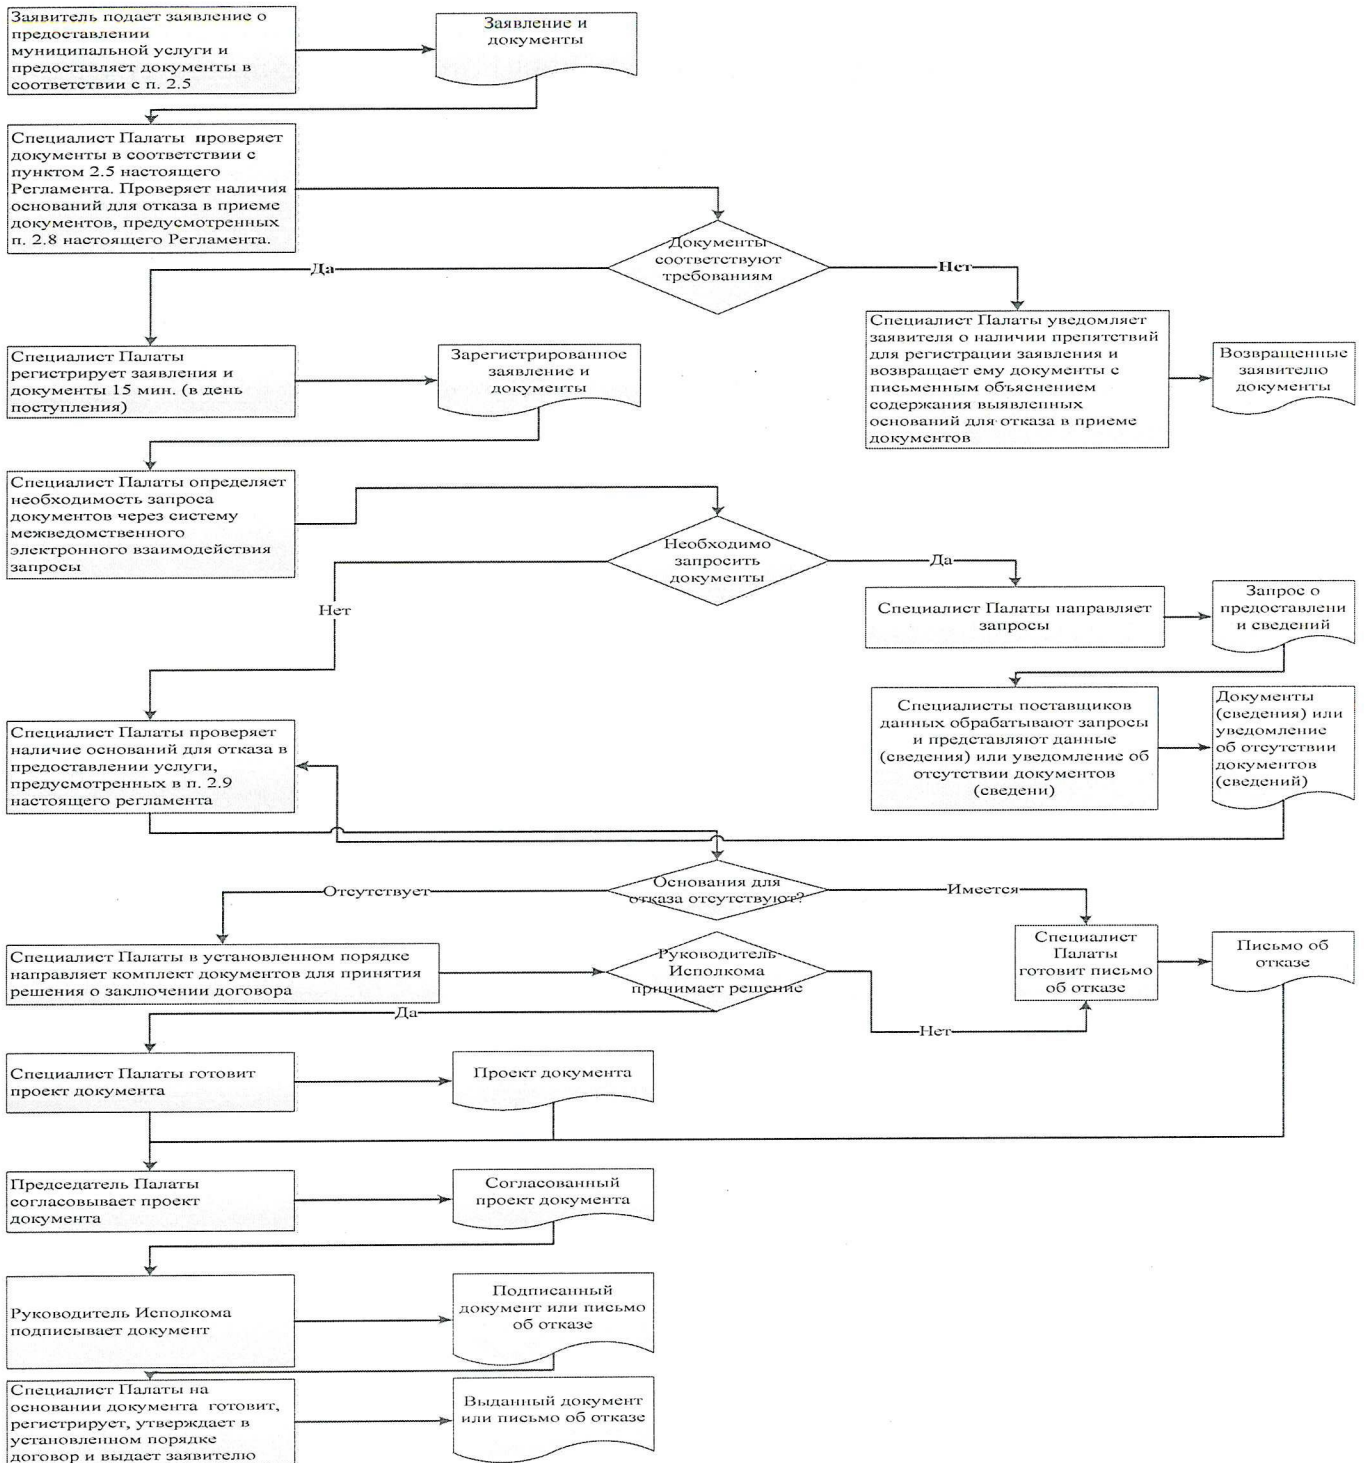 Заявитель подает заявление о
предоставлении
муниципальной услуги и
предоставляет документы в
соответствии с п. 2.5
Заявление и
документы
Специалист Палаты проверяет
документы в соответствии с
пунктом 2.5 настоящего
Регламента. Проверяет наличия
оснований для отказа в приеме
документов, предусмотренных
п. 2.8 настоящего Регламента.
Документы
соответствуют
требованиям
Да
Нет
Специалист Палаты
регистрирует заявления и
документы 15 мин. (в день
поступления)
Зарегистрированное
заявление и
документы
Специалист Палаты уведомляет
заявителя о наличии препятствий
для регистрации заявления и
возвращает ему документы с
письменным объяснением
содержания выявленных
оснований для отказа в приеме
документов
Возвращенные
заявителю
документы
Специалист Палаты определяет
необходимость запроса
документов через систему
межведомственного
электронного взаимодействия
запросы
Необходимо
запросить
документы
Да
Нет
Специалист Палаты направляет
запросы
Запрос о
предоставлени
и сведений
Специалисты поставщиков
данных обрабатывают запросы
и представляют данные
(сведения) или уведомление об
отсутствии документов
(сведени)
Документы
(сведения) или
уведомление
об отсутствии
документов
(сведений)
Специалист Палаты проверяет
наличие оснований для отказа в
предоставлении услуги,
предусмотренных в п. 2.9
настоящего регламента
Основания для
отказа отсутствуют?
Отсутствует
Имеется
Специалист Палаты в установленном порядке
направляет комплект документов для принятия
решения о заключении договора
Руководитель
Исполкома
принимает решение
Специалист
Палаты
готовит письмо
об отказе
Письмо об
отказе
Да
Нет
Специалист Палаты готовит
проект документа
Проект документа
Председатель Палаты
согласовывает проект
документа
Согласованный
проект документа
Руководитель Исполкома
подписывает документ
Подписанный
документ или письмо
об отказе
Специалист Палаты на
основании документа готовит,
регистрирует, утверждает в
установленном порядке
договор и выдает заявителю
Выданный документ
или письмо об отказе